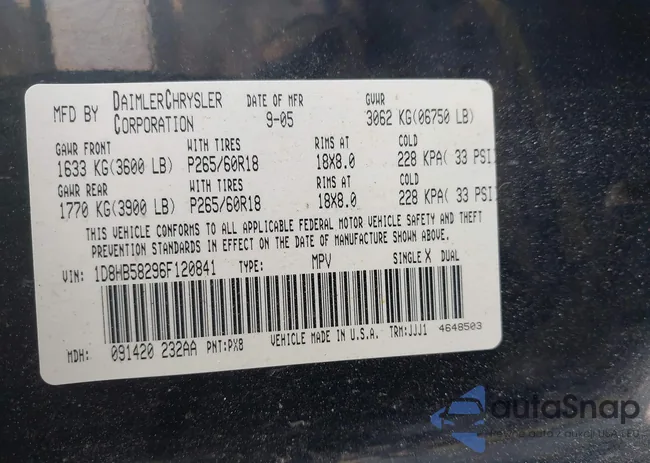 MFD BY DAIMLERCHRYSLER CORPORATION DATE OF MFR 9-05 GVWR 3062 KG(06750 LB)
GAWR FRONT WITH TIRES RIMS AT COLD
1633 KG(3600 LB) P265/60R18 18X8.0 228 KPA( 33 PSI
GAWR REAR WITH TIRES RIMS AT COLD
1770 KG(3900 LB) P265/60R18 18X8.0 228 KPA( 33 PSI
THIS VEHICLE CONFORMS TO ALL APPLICABLE FEDERAL MOTOR VEHICLE SAFETY AND THEFT
PREVENTION STANDARDS IN EFFECT ON THE DATE OF MANUFACTURE SHOWN ABOVE.
VIN: 1D8HB58296F120841 TYPE: MPV SINGLE X DUAL
MDH: 091420 232AA PNT:PX8 VEHICLE MADE IN U.S.A. TRM:JJJ1 4648503
autaSnap